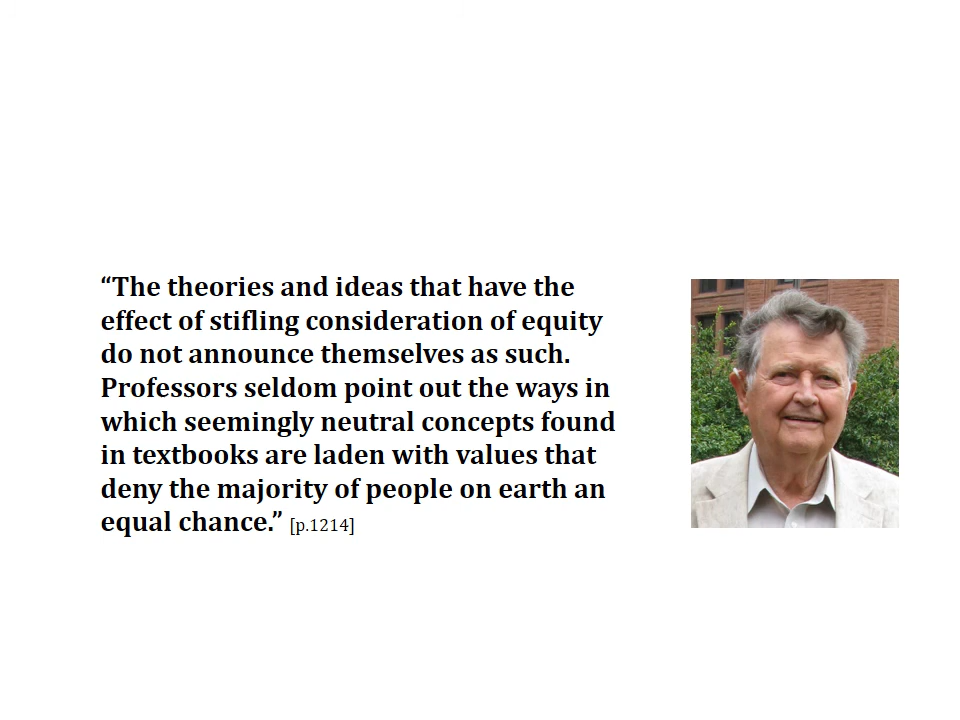 “The theories and ideas that have the
effect of stifling consideration of equity
do not announce themselves as such.
Professors seldom point out the ways in
which seemingly neutral concepts found
in textbooks are laden with values that
deny the majority of people on earth an
equal chance.” [p.1214]